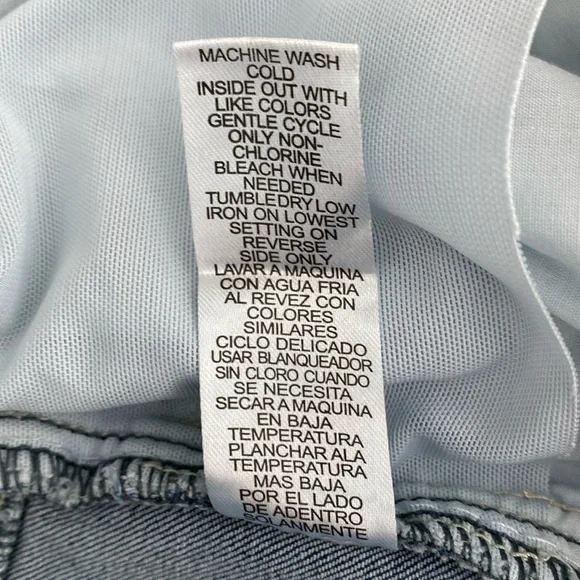 MACHINE WASH
COLD
INSIDE OUT WITH
LIKE COLORS
GENTLE CYCLE
ONLY NON-
CHLORINE
BLEACH WHEN
NEEDED
TUMBLE DRY LOW
IRON ON LOWEST
SETTING ON
REVERSE
SIDE ONLY
LAVAR A MAQUINA
CON AGUA FRIA
AL REVEZ CON
COLORES
SIMILARES
CICLO DELICADO
USAR BLANQUEADOR
SIN CLORO CUANDO
SE NECESITA
SECAR A MAQUINA
EN BAJA
TEMPERATURA
PLANCHAR ALA
TEMPERATURA
MAS BAJA
POR EL LADO
DE ADENTRO
SOLANMENTE